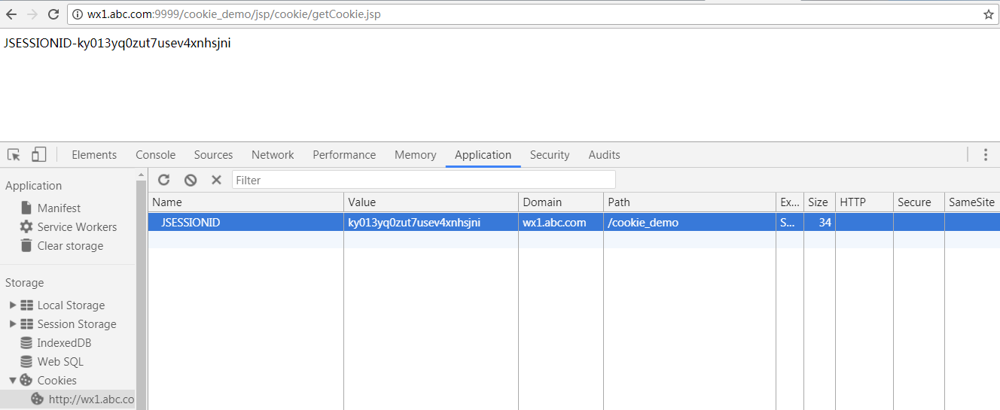 wx1.abc.com:9999/cookie_demo/jsp/cookie/getCookie.jsp
JSESSIONID-ky013yq0zut7usev4xnhsjni
Elements Console Sources Network Performance Memory Application Security Audits
Application
Manifest
Service Workers
Clear storage
Storage
Local Storage
Session Storage
IndexedDB
Web SQL
Cookies
http://wx1.abc.co
Filter
Name Value Domain Path Ex... Size HTTP Secure SameSite
JSESSIONID ky013yq0zut7usev4xnhsjni wx1.abc.com /cookie_demo S... 34